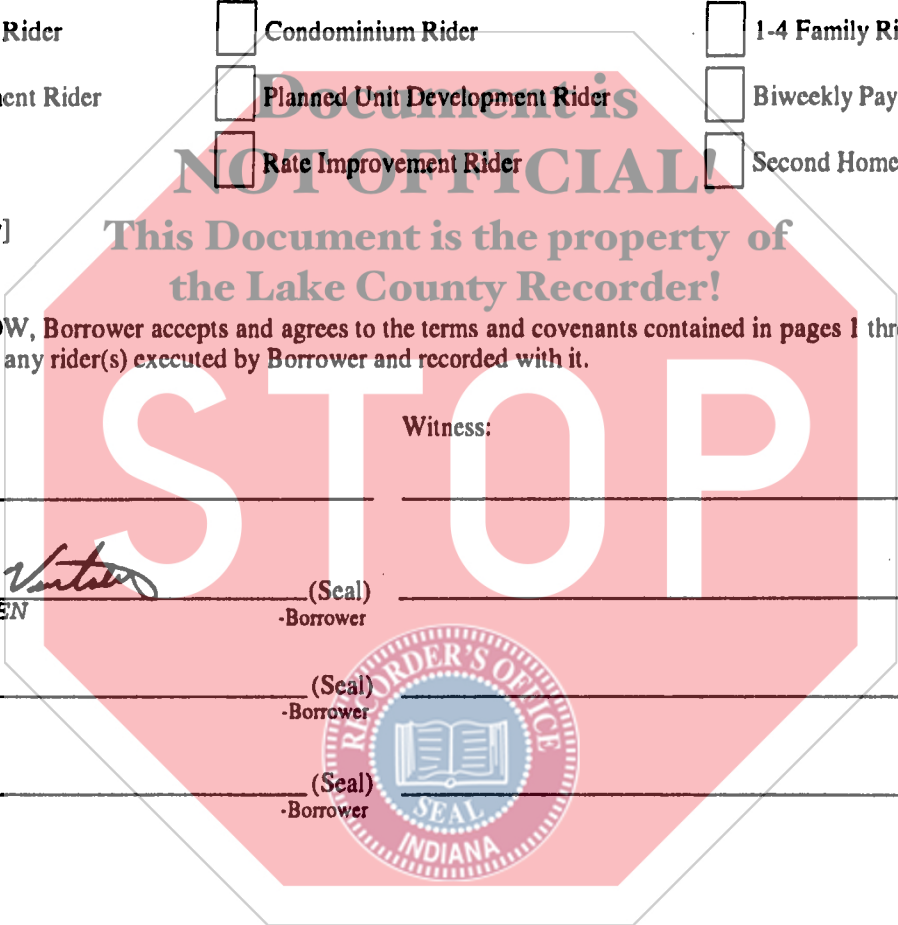 Rider Condominium Rider 1-4 Family Ri
ent Rider Planned Unit Development Rider Biweekly Pay
Document is
Rate Improvement Rider Second Home
NOT OFFICIAL!
]
This Document is the property of
the Lake County Recorder!
OW, Borrower accepts and agrees to the terms and covenants contained in pages 1 thr
any rider(s) executed by Borrower and recorded with it.
STOP
Witness:
(Seal)
EN -Borrower
(Seal)
-Borrower
(Seal)
-Borrower
RECORDER'S OFFICE
SEAL
INDIANA